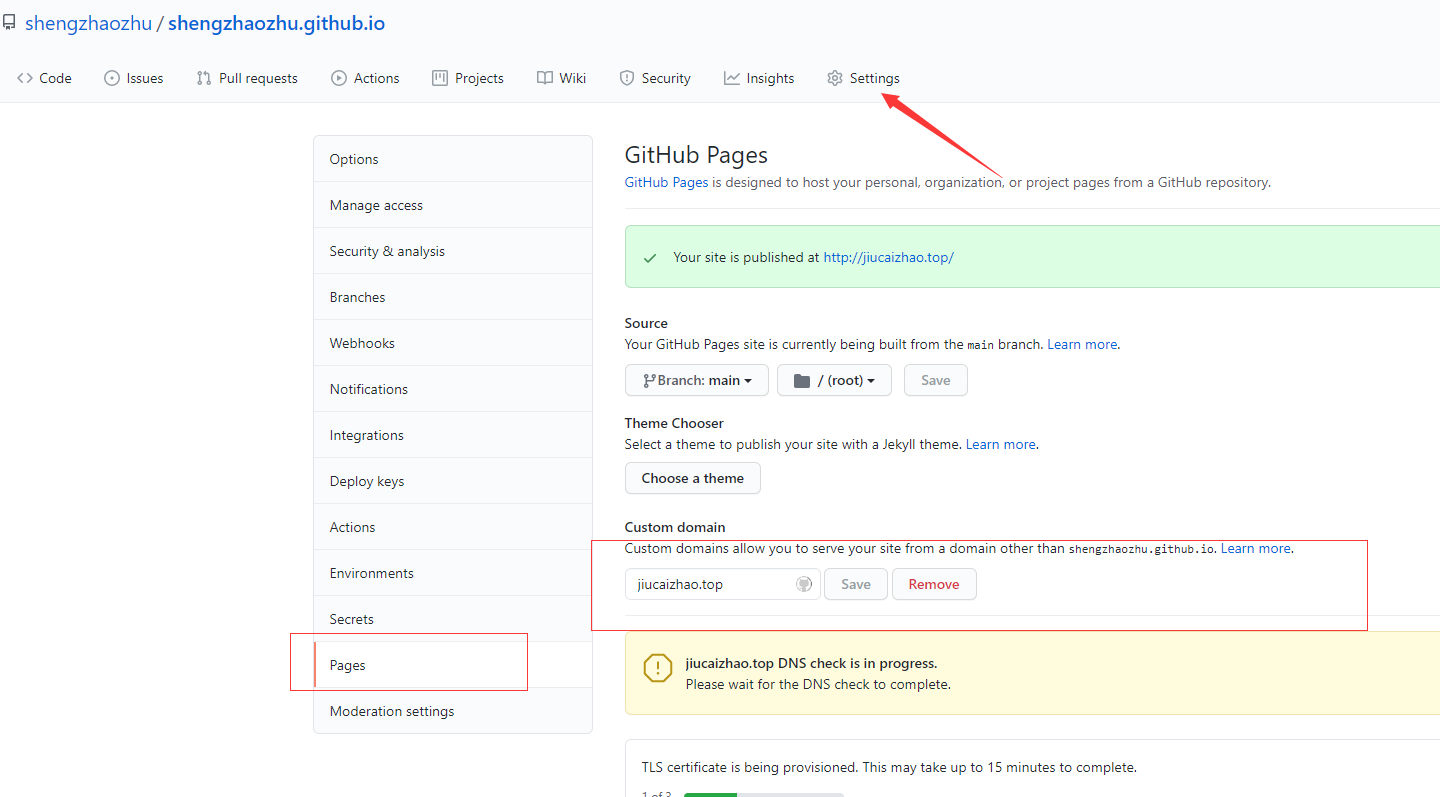 shengzhaozhu / shengzhaozhu.github.io
Code Issues Pull requests Actions Projects Wiki Security Insights Settings
Options
Manage access
Security & analysis
Branches
Webhooks
Notifications
Integrations
Deploy keys
Actions
Environments
Secrets
Pages
Moderation settings
GitHub Pages
GitHub Pages is designed to host your personal, organization, or project pages from a GitHub repository.
Your site is published at http://jiucaizhao.top/
Source
Your GitHub Pages site is currently being built from the main branch. Learn more.
Branch: main / (root) Save
Theme Chooser
Select a theme to publish your site with a Jekyll theme. Learn more.
Choose a theme
Custom domain
Custom domains allow you to serve your site from a domain other than shengzhaozhu.github.io. Learn more.
jiucaizhao.top Save Remove
jiucaizhao.top DNS check is in progress.
Please wait for the DNS check to complete.
TLS certificate is being provisioned. This may take up to 15 minutes to complete.
1 of 3